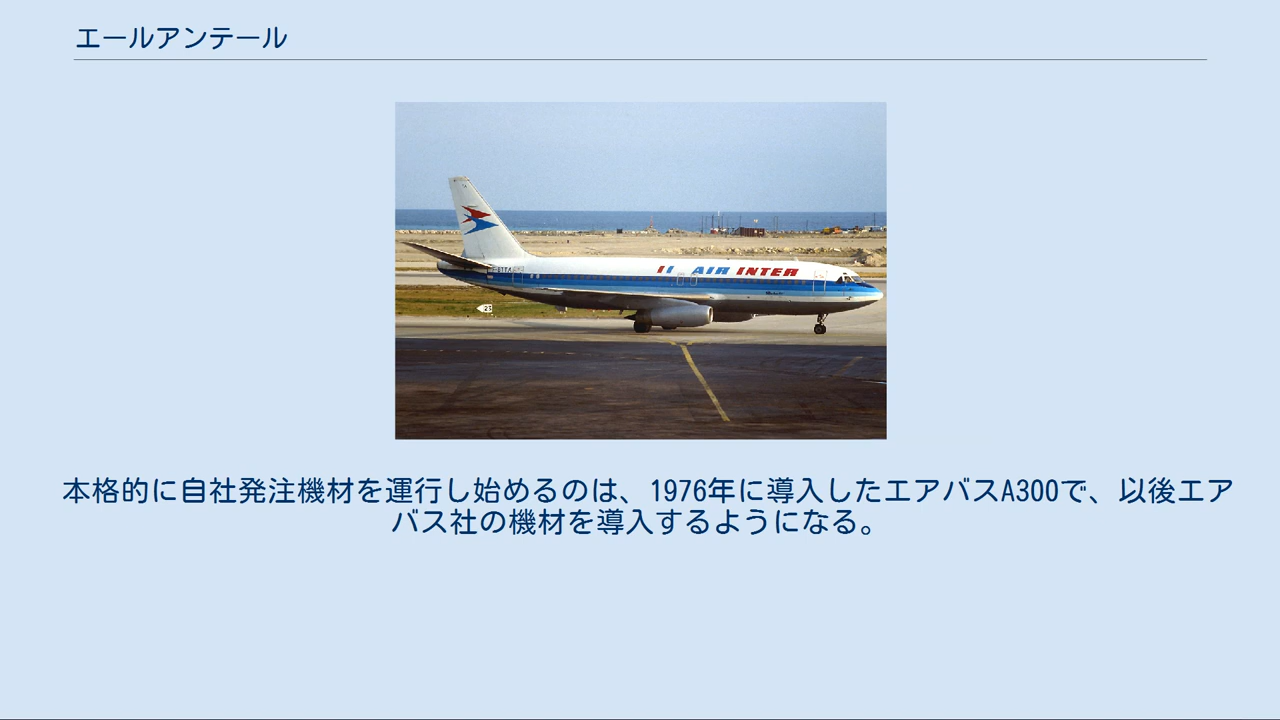 エールアンテール
AIR INTER
23
本格的に自社発注機材を運行し始めるのは、1976年に導入したエアバスA300で、以後エア
バス社の機材を導入するようになる。